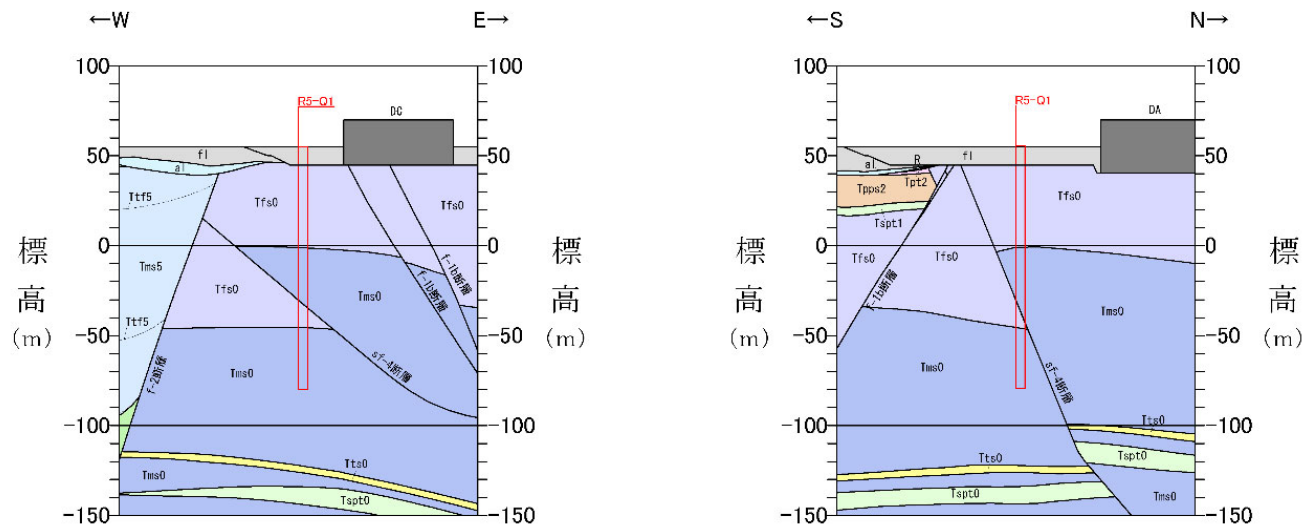 ←W
E→
←S
N→
100
50
0
-50
-100
-150
標高
(m)
100
50
0
-50
-100
-150
標高
(m)
R5-Q1
DC
fl
al
Ttf5
Tms5
Ttf5
Tfs0
Tfs0
Tfs0
Tms0
Tms0
Tms0
Tts0
Tspt0
f-2断層
f-1b断層
f-1b断層
sf-4断層
100
50
0
-50
-100
-150
標高
(m)
100
50
0
-50
-100
-150
標高
(m)
R5-Q1
DA
fl
al
R
Tpps2
Tpt2
Tspt1
Tfs0
Tfs0
Tfs0
Tms0
Tms0
Tts0
Tts0
Tspt0
Tspt0
Tms0
f-1b断層
sf-4断層